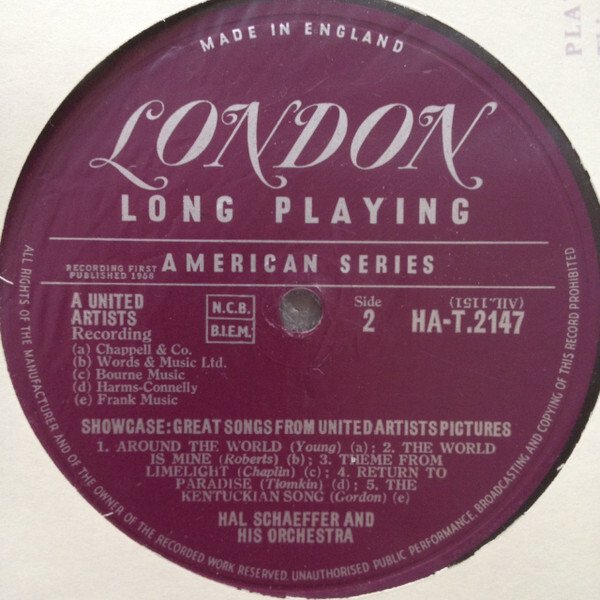 MADE IN ENGLAND
LONDON
LONG PLAYING
RECORDING FIRST
PUBLISHED 1958
AMERICAN SERIES
A UNITED
ARTISTS
Recording
(a) Chappell & Co.
(b) Words & Music Ltd.
(c) Bourne Music
(d) Harms-Connelly
(e) Frank Music
N.C.B.
B.I.E.M.
Side
2
(AH.1151)
HA-T.2147
SHOWCASE: GREAT SONGS FROM UNITED ARTISTS PICTURES
1. AROUND THE WORLD (Young) (a); 2. THE WORLD
IS MINE (Roberts) (b); 3. THEME FROM
LIMELIGHT (Chaplin) (c); 4. RETURN TO
PARADISE (Tiomkin) (d); 5. THE
KENTUCKIAN SONG (Gordon) (e)
HAL SCHAEFFER AND
HIS ORCHESTRA
ALL RIGHTS OF THE MANUFACTURER AND OF THE OWNER OF THE RECORDED WORK RESERVED. UNAUTHORISED PUBLIC PERFORMANCE, BROADCASTING AND COPYING OF THIS RECORD PROHIBITED
PLA